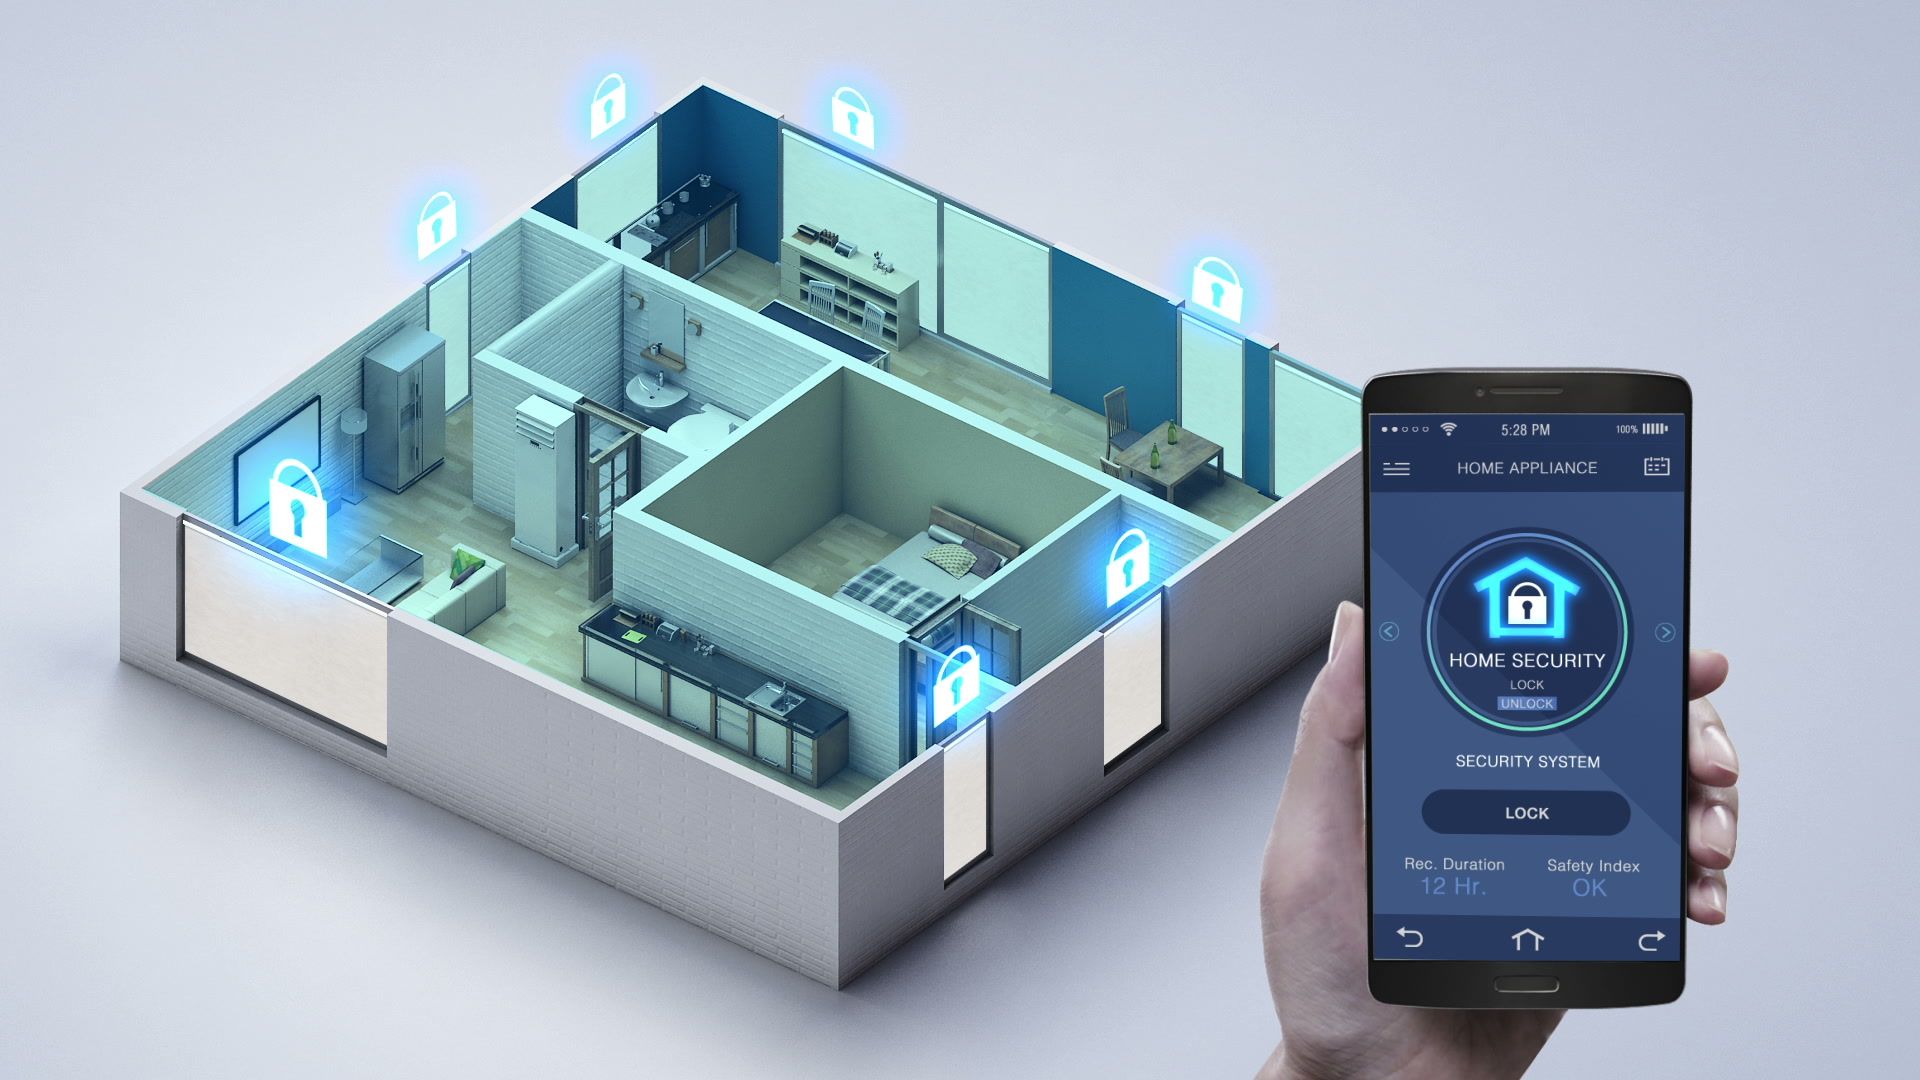 5:28 PM
100%
HOME APPLIANCE
HOME SECURITY
LOCK
UNLOCK
SECURITY SYSTEM
LOCK
Rec. Duration
Safety Index
12 Hr.
OK